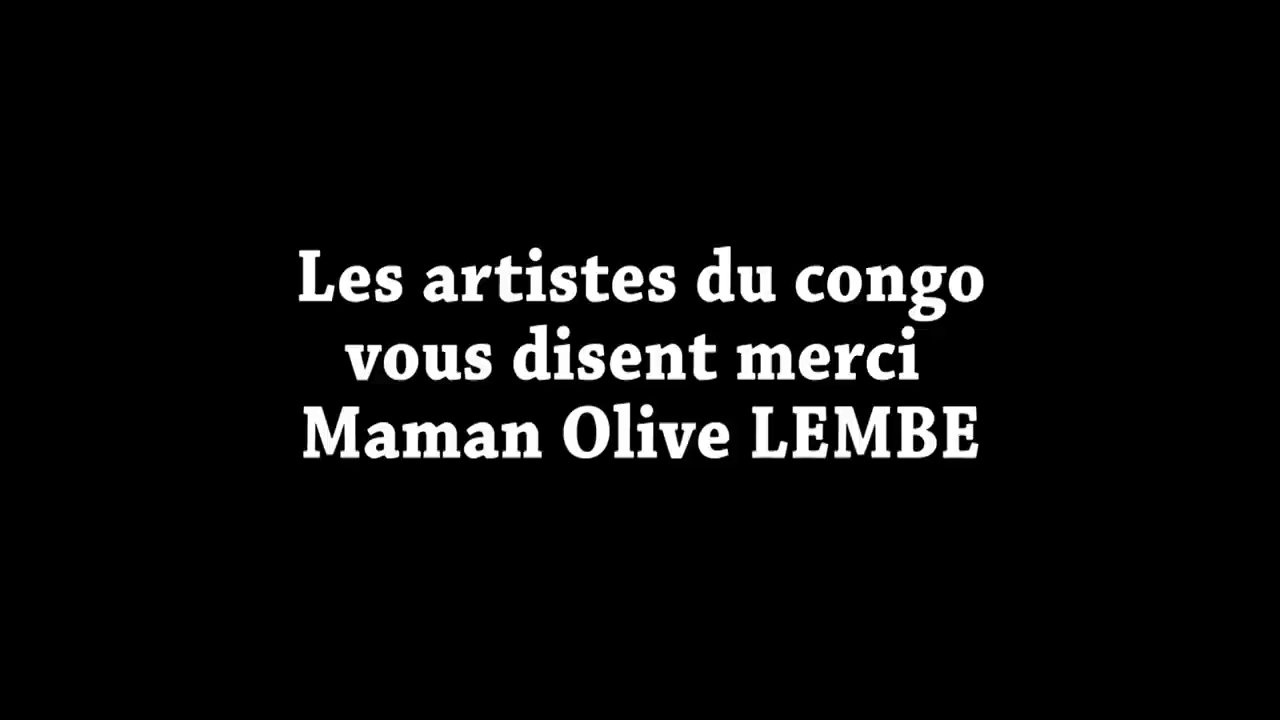 Les artistes du congo
vous disent merci
Maman Olive LEMBE